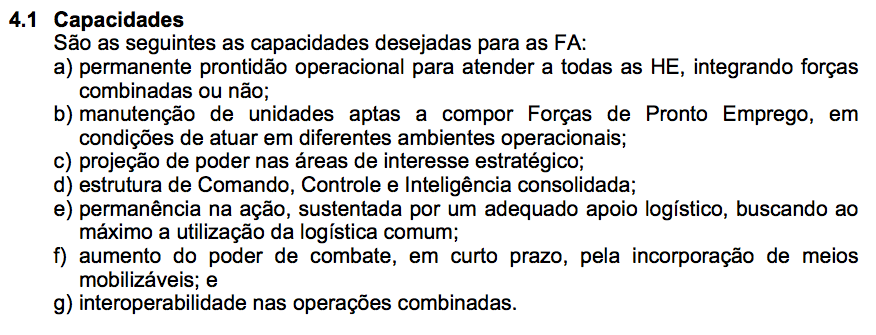 4.1 Capacidades
São as seguintes as capacidades desejadas para as FA:
a) permanente prontidão operacional para atender a todas as HE, integrando forças
combinadas ou não;
b) manutenção de unidades aptas a compor Forças de Pronto Emprego, em
condições de atuar em diferentes ambientes operacionais;
c) projeção de poder nas áreas de interesse estratégico;
d) estrutura de Comando, Controle e Inteligência consolidada;
e) permanência na ação, sustentada por um adequado apoio logístico, buscando ao
máximo a utilização da logística comum;
f) aumento do poder de combate, em curto prazo, pela incorporação de meios
mobilizáveis; e
g) interoperabilidade nas operações combinadas.